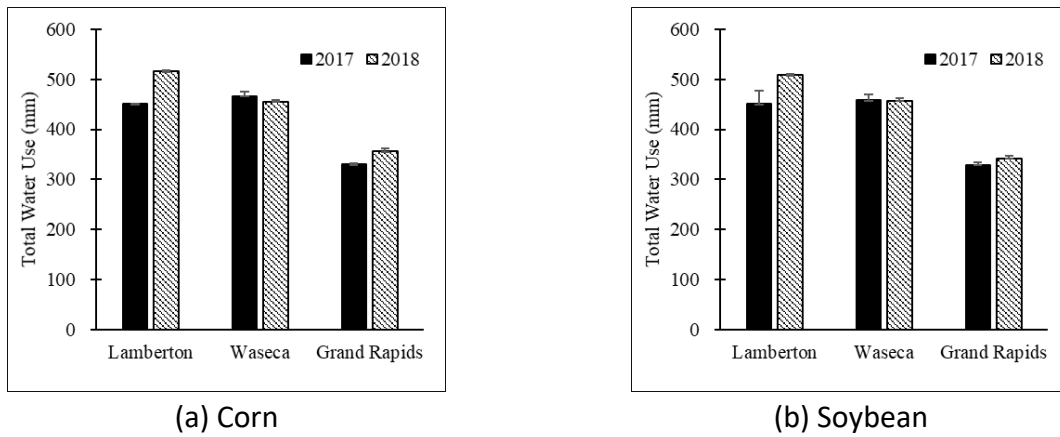 600
500
400
300
200
100
0
Total Water Use (mm)
2017 2018
Lamberton Waseca Grand Rapids
(a) Corn
600
500
400
300
200
100
0
Total Water Use (mm)
2017 2018
Lamberton Waseca Grand Rapids
(b) Soybean